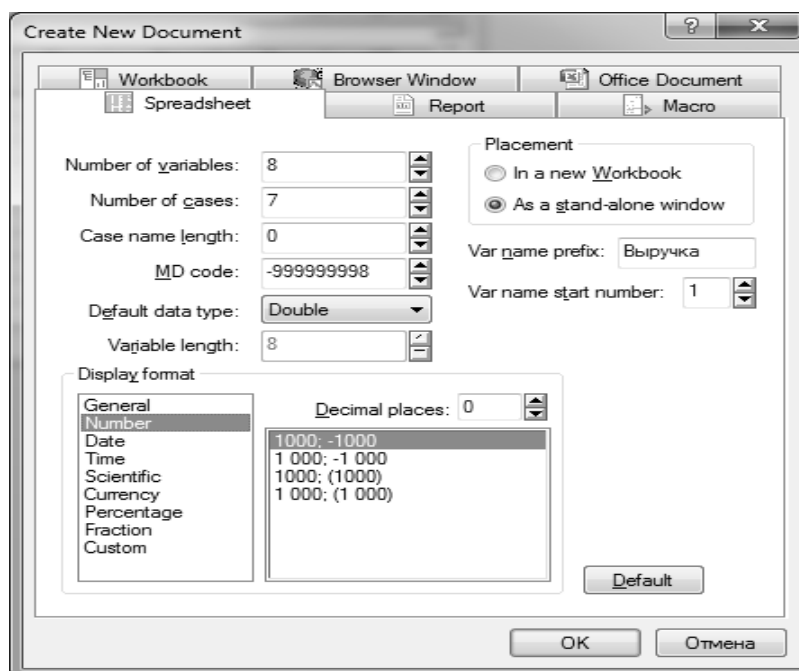 Create New Document
Workbook Browser Window Office Document
Spreadsheet Report Macro
Number of variables: 8
Number of cases: 7
Case name length: 0
MD code: -999999998
Default data type: Double
Variable length: 8
Placement
In a new Workbook
As a stand-alone window
Var name prefix: Выручка
Var name start number: 1
Display format
General
Number
Date
Time
Scientific
Currency
Percentage
Fraction
Custom
Decimal places: 0
1000; -1000
1 000; -1 000
1000; (1000)
1 000; (1 000)
Default
OK Отмена